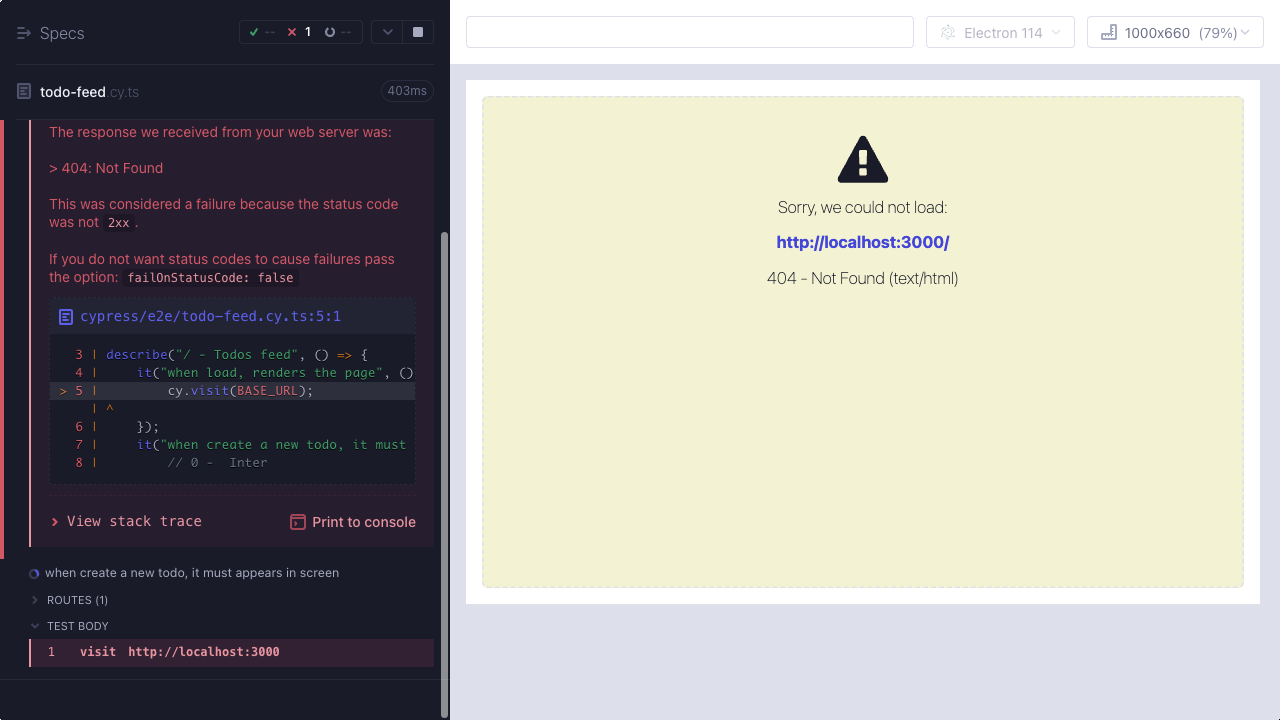 Specs
-- 1 --
todo-feed.cy.ts 403ms
The response we received from your web server was:
> 404: Not Found
This was considered a failure because the status code
was not 2xx .
If you do not want status codes to cause failures pass
the option: failOnStatusCode: false
cypress/e2e/todo-feed.cy.ts:5:1
3 | describe("/ - Todos feed", () => {
4 | it("when load, renders the page", ()
> 5 | cy.visit(BASE_URL);
| ^
6 | });
7 | it("when create a new todo, it must
8 | // 0 - Inter
View stack trace
Print to console
when create a new todo, it must appears in screen
ROUTES (1)
TEST BODY
1 visit http://localhost:3000
Electron 114
1000x660 (79%)
Sorry, we could not load:
http://localhost:3000/
404 - Not Found (text/html)